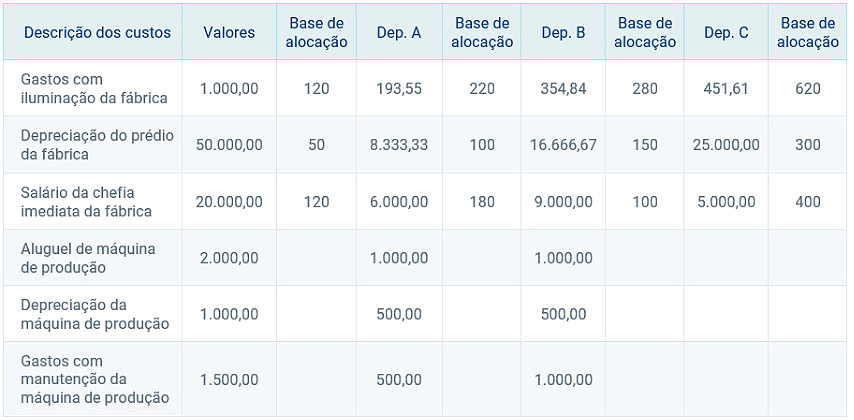 Descrição dos custos Valores Base de alocação Dep. A Base de alocação Dep. B Base de alocação Dep. C Base de alocação
Gastos com iluminação da fábrica 1.000,00 120 193,55 220 354,84 280 451,61 620
Depreciação do prédio da fábrica 50.000,00 50 8.333,33 100 16.666,67 150 25.000,00 300
Salário da chefia imediata da fábrica 20.000,00 120 6.000,00 180 9.000,00 100 5.000,00 400
Aluguel de máquina de produção 2.000,00 1.000,00 1.000,00
Depreciação da máquina de produção 1.000,00 500,00 500,00
Gastos com manutenção da máquina de produção 1.500,00 500,00 1.000,00